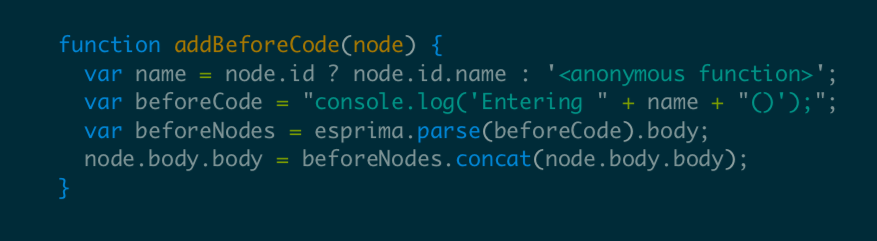 function addBeforeCode(node) {
  var name = node.id ? node.id.name : '<anonymous function>';
  var beforeCode = "console.log('Entering " + name + "()');";
  var beforeNodes = esprima.parse(beforeCode).body;
  node.body.body = beforeNodes.concat(node.body.body);
}